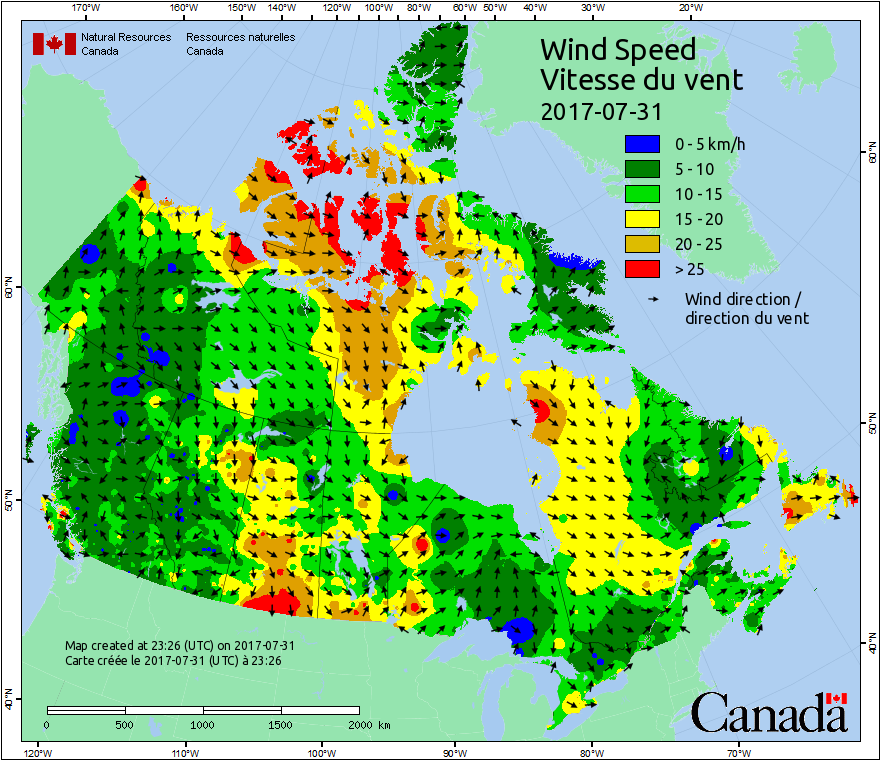 170°W 160°W 150°W 140°W 120°W 100°W 80°W 60°W 50°W 40°W 30°W 20°W
Natural Resources Ressources naturelles
Canada Canada
Wind Speed
Vitesse du vent
2017-07-31
0 - 5 km/h
5 - 10
10 - 15
15 - 20
20 - 25
> 25
Wind direction /
direction du vent
60°N
60°N
50°N
50°N
40°N
40°N
Map created at 23:26 (UTC) on 2017-07-31
Carte créée le 2017-07-31 (UTC) à 23:26
0 500 1000 1500 2000 km
Canada
120°W 110°W 100°W 90°W 80°W 70°W